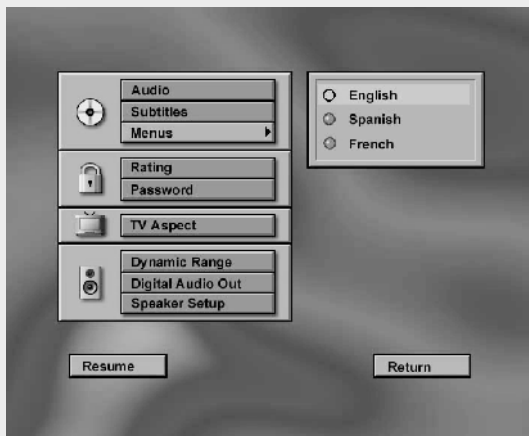 Audio
Subtitles
Menus
Rating
Password
TV Aspect
Dynamic Range
Digital Audio Out
Speaker Setup
English
Spanish
French
Resume
Return